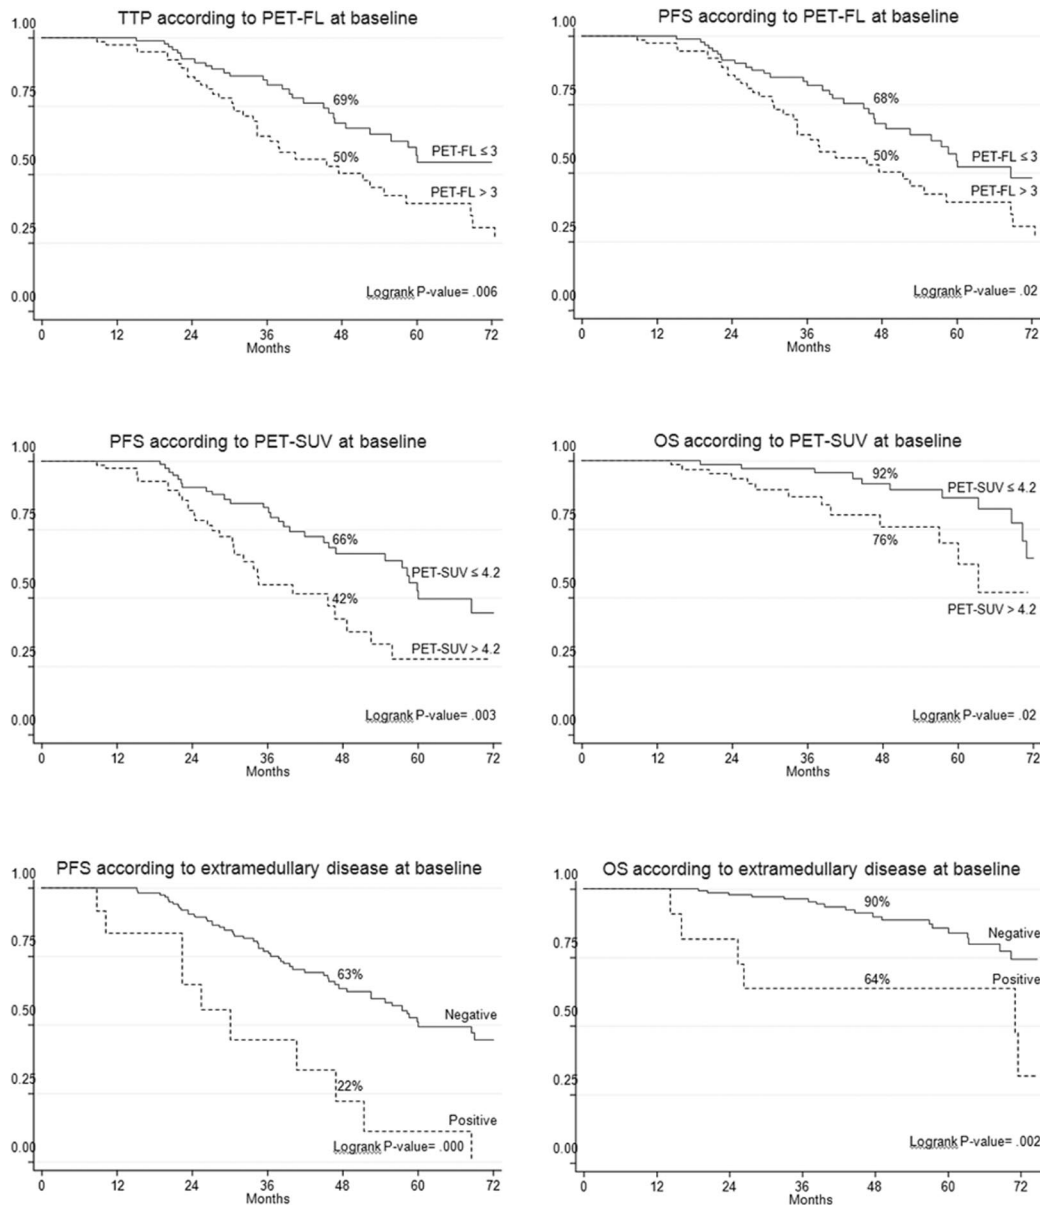 TTP according to PET-FL at baseline
1.00
0.75
0.50
0.25
0.00
69%
50%
PET-FL ≤ 3
PET-FL > 3
Logrank P-value= .006
0 12 24 36 48 60 72
Months
PFS according to PET-FL at baseline
1.00
0.75
0.50
0.25
0.00
68%
50%
PET-FL ≤ 3
PET-FL > 3
Logrank P-value= .02
0 12 24 36 48 60 72
Months
PFS according to PET-SUV at baseline
1.00
0.75
0.50
0.25
0.00
66%
42%
PET-SUV ≤ 4.2
PET-SUV > 4.2
Logrank P-value= .003
0 12 24 36 48 60 72
Months
OS according to PET-SUV at baseline
1.00
0.75
0.50
0.25
0.00
92%
76%
PET-SUV ≤ 4.2
PET-SUV > 4.2
Logrank P-value= .02
0 12 24 36 48 60 72
Months
PFS according to extramedullary disease at baseline
1.00
0.75
0.50
0.25
0.00
63%
22%
Negative
Positive
Logrank P-value= .000
0 12 24 36 48 60 72
Months
OS according to extramedullary disease at baseline
1.00
0.75
0.50
0.25
0.00
90%
64%
Negative
Positive
Logrank P-value= .002
0 12 24 36 48 60 72
Months